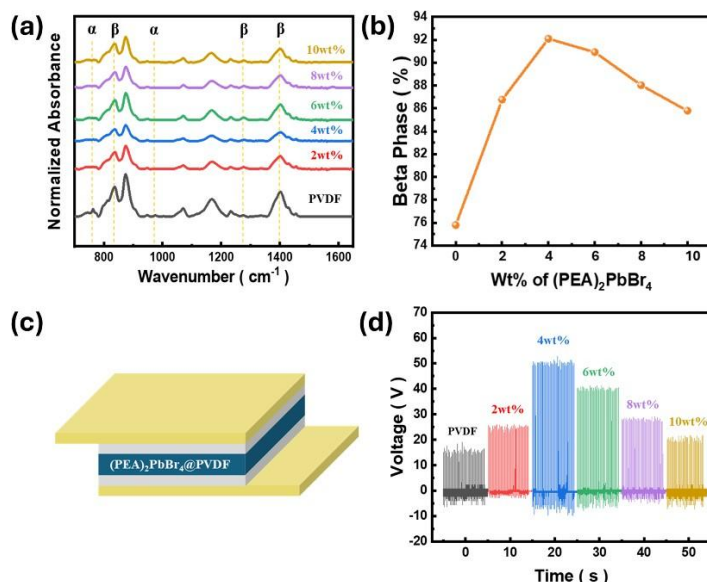 (a)
α β α β β
10wt%
8wt%
6wt%
4wt%
2wt%
PVDF
Normalized Absorbance
800 1000 1200 1400 1600
Wavenumber ( cm⁻¹ )
(b)
94
92
90
88
86
84
82
80
78
76
74
Beta Phase ( % )
0 2 4 6 8 10
Wt% of (PEA)₂PbBr₄
(c)
(PEA)₂PbBr₄@PVDF
(d)
70
60
50
40
30
20
10
0
-10
-20
Voltage ( V )
PVDF
2wt%
4wt%
6wt%
8wt%
10wt%
0 10 20 30 40 50
Time ( s )